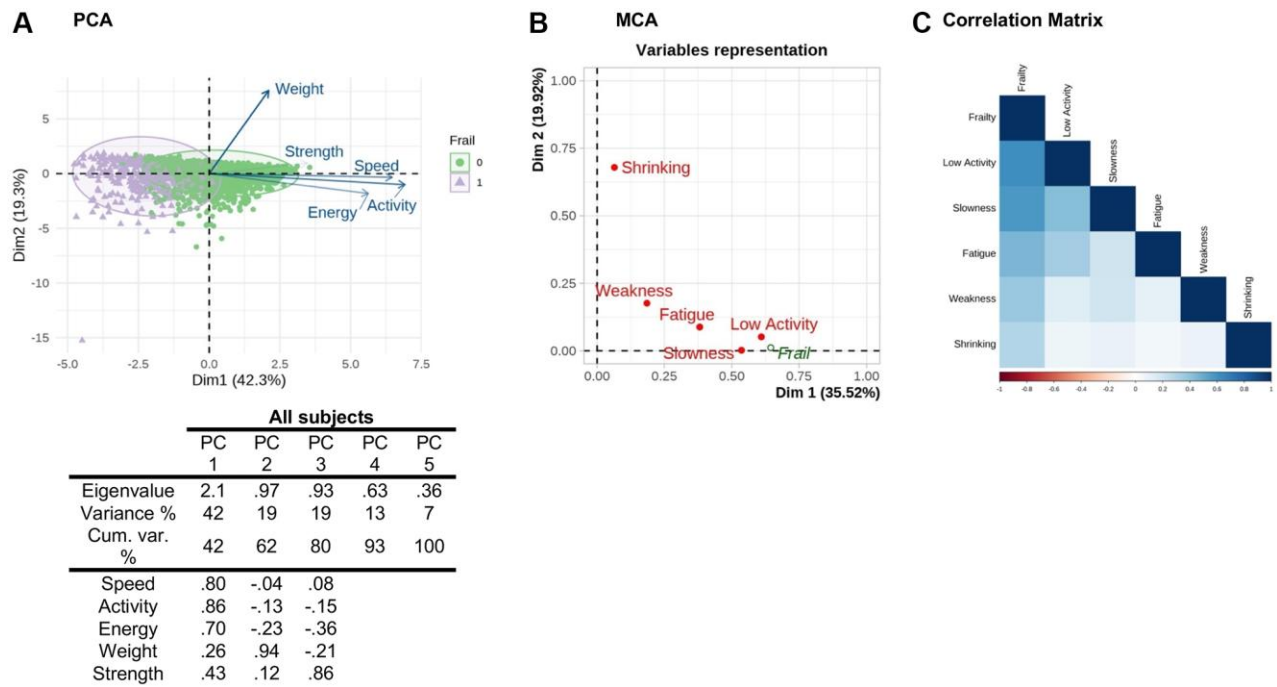 A PCA
Weight
Strength
Speed
Energy
Activity
Frail
0
1
5
0
-5
-10
-15
-5.0 -2.5 0.0 2.5 5.0 7.5
Dim1 (42.3%)
Dim2 (19.3%)
All subjects
PC PC PC PC PC
1 2 3 4 5
Eigenvalue 2.1 .97 .93 .63 .36
Variance % 42 19 19 13 7
Cum. var.
% 42 62 80 93 100
Speed .80 -.04 .08
Activity .86 -.13 -.15
Energy .70 -.23 -.36
Weight .26 .94 -.21
Strength .43 .12 .86
B MCA
Variables representation
1.00
0.75
0.50
0.25
0.00
Dim 2 (19.92%)
Shrinking
Weakness
Fatigue
Low Activity
Slowness
Frail
0.00 0.25 0.50 0.75 1.00
Dim 1 (35.52%)
C Correlation Matrix
Frailty
Low Activity
Slowness
Fatigue
Weakness
Shrinking
Frailty
Low Activity
Slowness
Fatigue
Weakness
Shrinking
-1 -0.8 -0.6 -0.4 -0.2 0 0.2 0.4 0.6 0.8 1